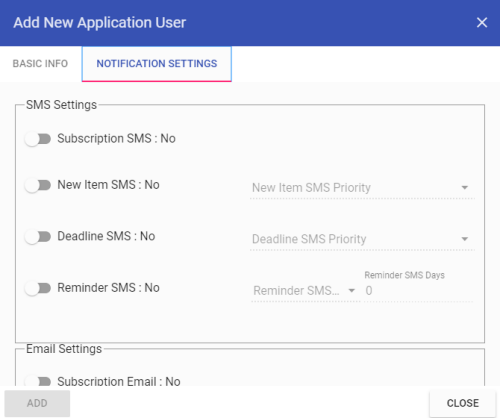 Add New Application User
BASIC INFO NOTIFICATION SETTINGS
SMS Settings
Subscription SMS : No
New Item SMS : No New Item SMS Priority
Deadline SMS : No Deadline SMS Priority
Reminder SMS Days
Reminder SMS : No Reminder SMS... 0
Email Settings
Subscription Email : No
ADD CLOSE